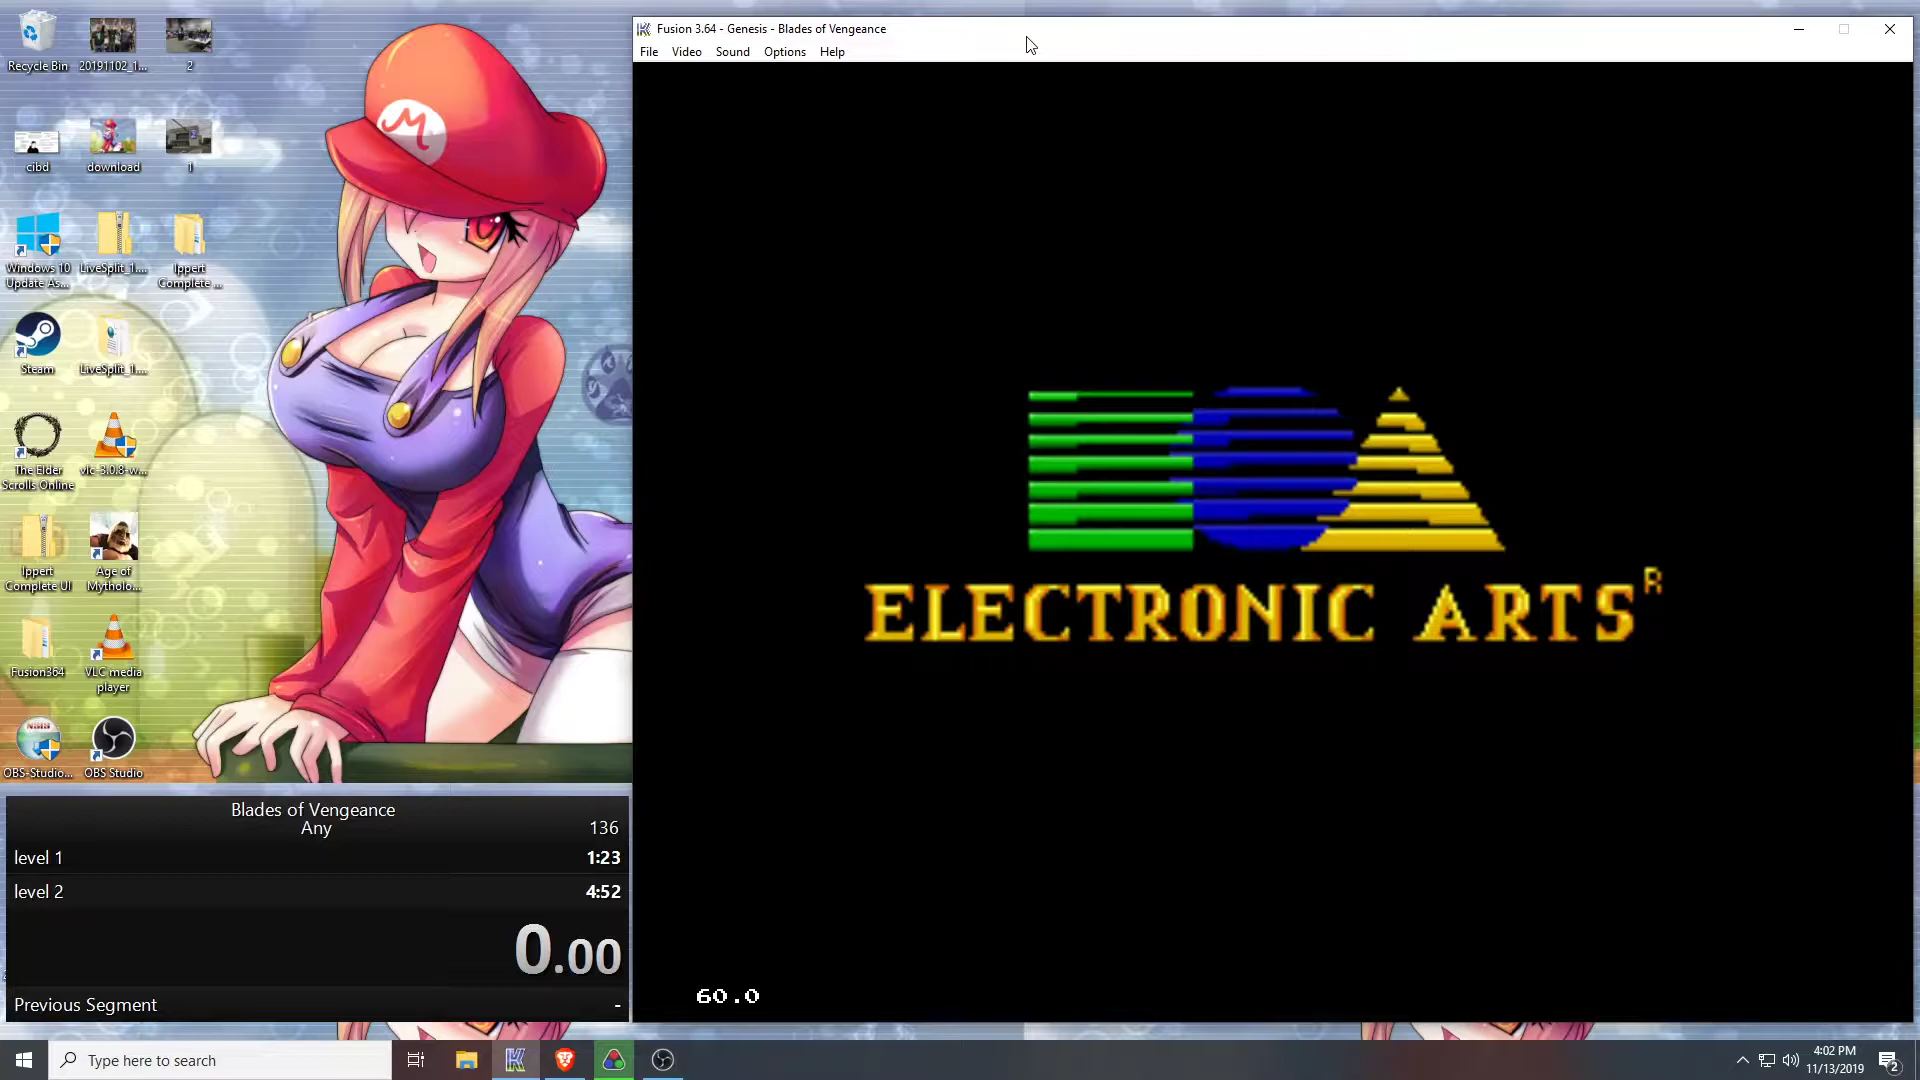 Fusion 3.64 - Genesis - Blades of Vengeance
File Video Sound Options Help
Recycle Bin
20191102_1...
2
cibd
download
1
Windows 10 Update As...
LiveSplit_1....
Ippert Complete ...
Steam
LiveSplit_1....
The Elder Scrolls Online
vlc-3.0.8-w...
Ippert Complete UI
Age of Mytholo...
Fusion364
VLC media player
OBS-Studio...
OBS Studio
M
ELECTRONIC ARTS R
60.0
Blades of Vengeance
Any
136
level 1 1:23
level 2 4:52
0.00
Previous Segment -
Type here to search
4:02 PM
11/13/2019
2